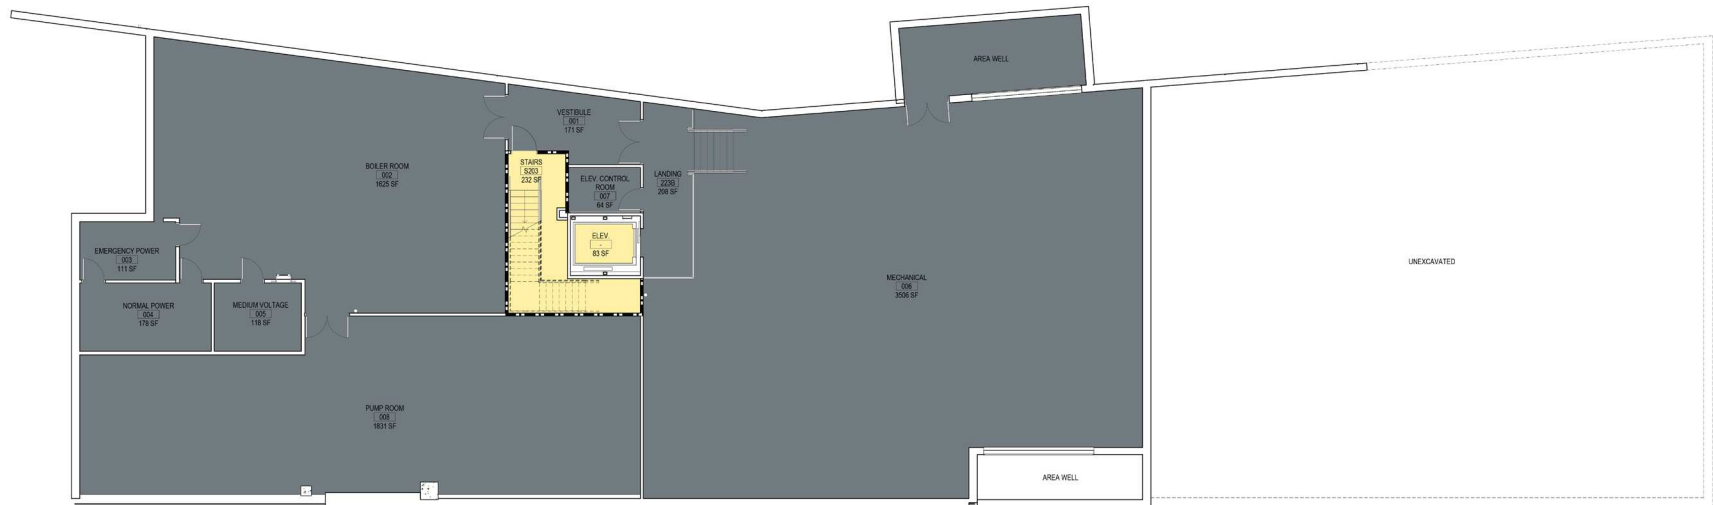 AREA WELL
VESTIBULE
001
171 SF
BOILER ROOM
002
1625 SF
STAIRS
S203
232 SF
ELEV. CONTROL
ROOM
007
64 SF
LANDING
223B
208 SF
ELEV.
-
83 SF
EMERGENCY POWER
003
111 SF
NORMAL POWER
004
178 SF
MEDIUM VOLTAGE
005
118 SF
MECHANICAL
006
3506 SF
UNEXCAVATED
PUMP ROOM
008
1831 SF
AREA WELL